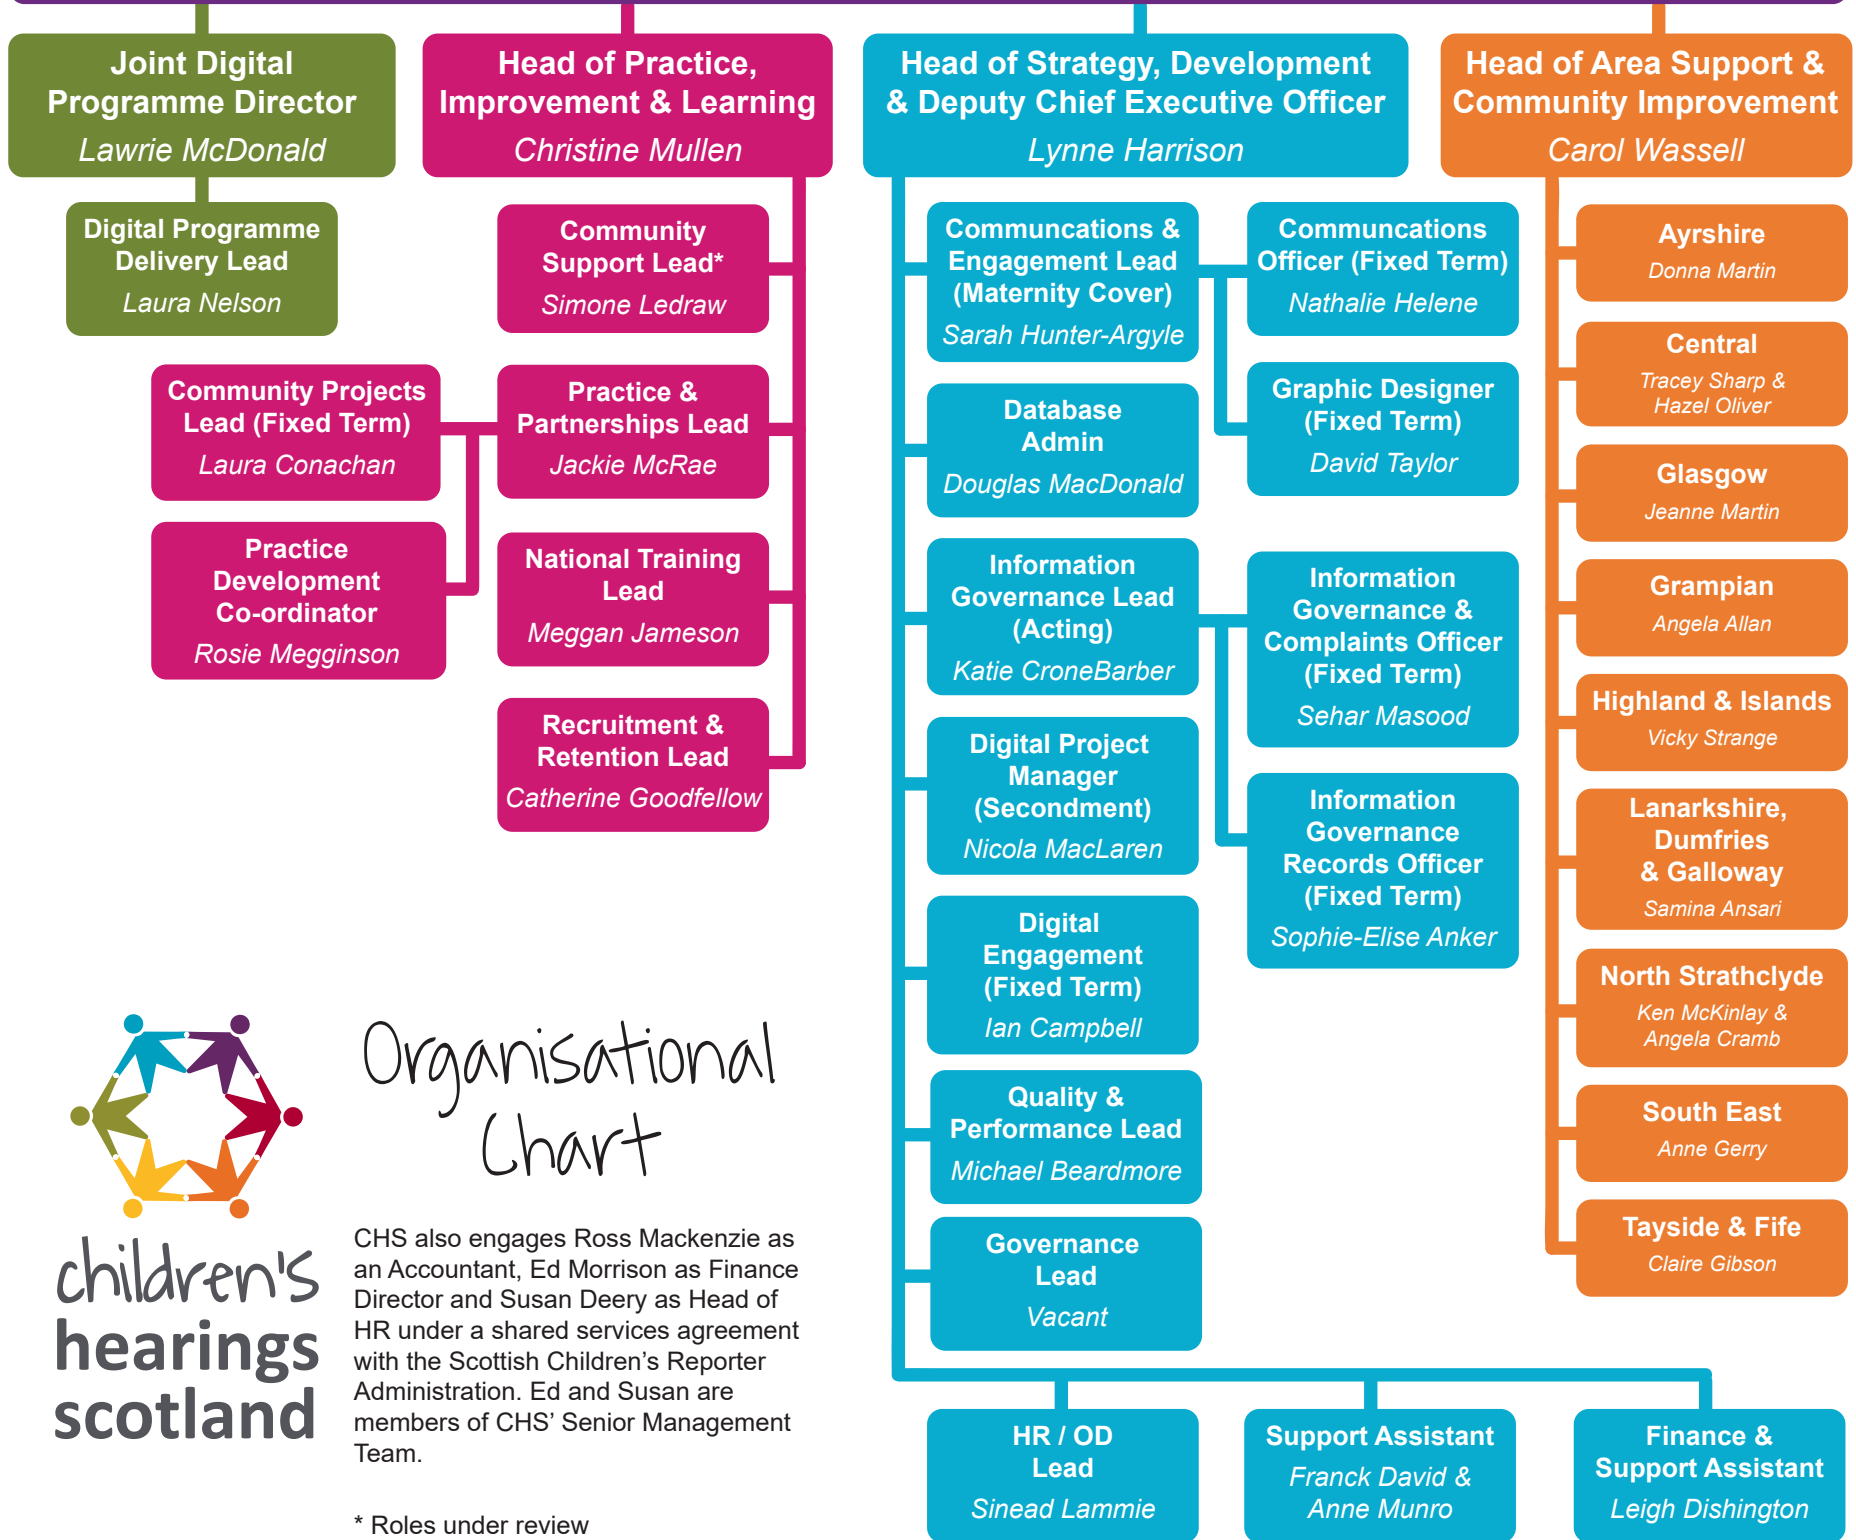 Joint Digital
Programme Director
Lawrie McDonald
Digital Programme
Delivery Lead
Laura Nelson
Head of Practice,
Improvement & Learning
Christine Mullen
Community
Support Lead*
Simone Ledraw
Practice &
Partnerships Lead
Jackie McRae
Community Projects
Lead (Fixed Term)
Laura Conachan
Practice
Development
Co-ordinator
Rosie Megginson
National Training
Lead
Meggan Jameson
Recruitment &
Retention Lead
Catherine Goodfellow
Head of Strategy, Development
& Deputy Chief Executive Officer
Lynne Harrison
Communcations &
Engagement Lead
(Maternity Cover)
Sarah Hunter-Argyle
Communcations
Officer (Fixed Term)
Nathalie Helene
Graphic Designer
(Fixed Term)
David Taylor
Database
Admin
Douglas MacDonald
Information
Governance Lead
(Acting)
Katie CroneBarber
Information
Governance &
Complaints Officer
(Fixed Term)
Sehar Masood
Information
Governance
Records Officer
(Fixed Term)
Sophie-Elise Anker
Digital Project
Manager
(Secondment)
Nicola MacLaren
Digital
Engagement
(Fixed Term)
Ian Campbell
Quality &
Performance Lead
Michael Beardmore
Governance
Lead
Vacant
HR / OD
Lead
Sinead Lammie
Support Assistant
Franck David &
Anne Munro
Finance &
Support Assistant
Leigh Dishington
Head of Area Support &
Community Improvement
Carol Wassell
Ayrshire
Donna Martin
Central
Tracey Sharp &
Hazel Oliver
Glasgow
Jeanne Martin
Grampian
Angela Allan
Highland & Islands
Vicky Strange
Lanarkshire,
Dumfries
& Galloway
Samina Ansari
North Strathclyde
Ken McKinlay &
Angela Cramb
South East
Anne Gerry
Tayside & Fife
Claire Gibson
children's
hearings
scotland
Organisational
Chart
CHS also engages Ross Mackenzie as
an Accountant, Ed Morrison as Finance
Director and Susan Deery as Head of
HR under a shared services agreement
with the Scottish Children’s Reporter
Administration. Ed and Susan are
members of CHS’ Senior Management
Team.
* Roles under review